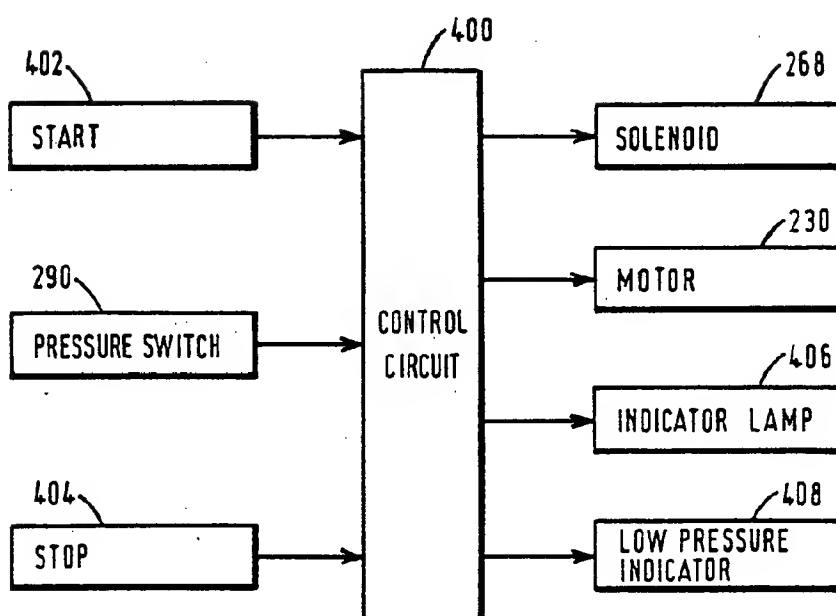 400
402
268
START
SOLENOID
230
290
MOTOR
PRESSURE SWITCH
CONTROL
CIRCUIT
406
INDICATOR LAMP
404
408
STOP
LOW PRESSURE
INDICATOR